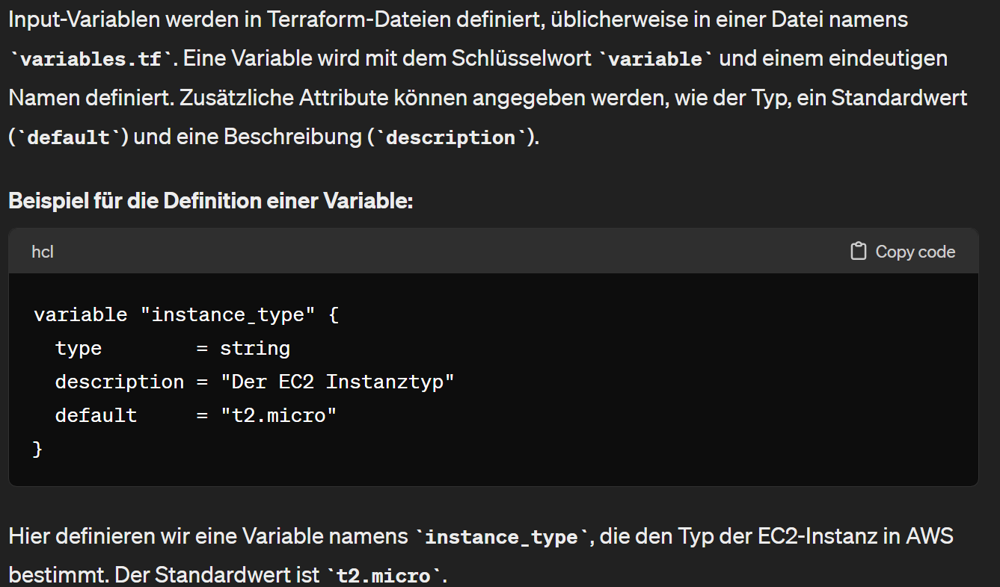 Input-Variablen werden in Terraform-Dateien definiert, üblicherweise in einer Datei namens
`variables.tf`. Eine Variable wird mit dem Schlüsselwort `variable` und einem eindeutigen
Namen definiert. Zusätzliche Attribute können angegeben werden, wie der Typ, ein Standardwert
(`default`) und eine Beschreibung (`description`).
Beispiel für die Definition einer Variable:
hcl Copy code
variable "instance_type" {
  type        = string
  description = "Der EC2 Instanztyp"
  default     = "t2.micro"
}
Hier definieren wir eine Variable namens `instance_type`, die den Typ der EC2-Instanz in AWS
bestimmt. Der Standardwert ist `t2.micro`.